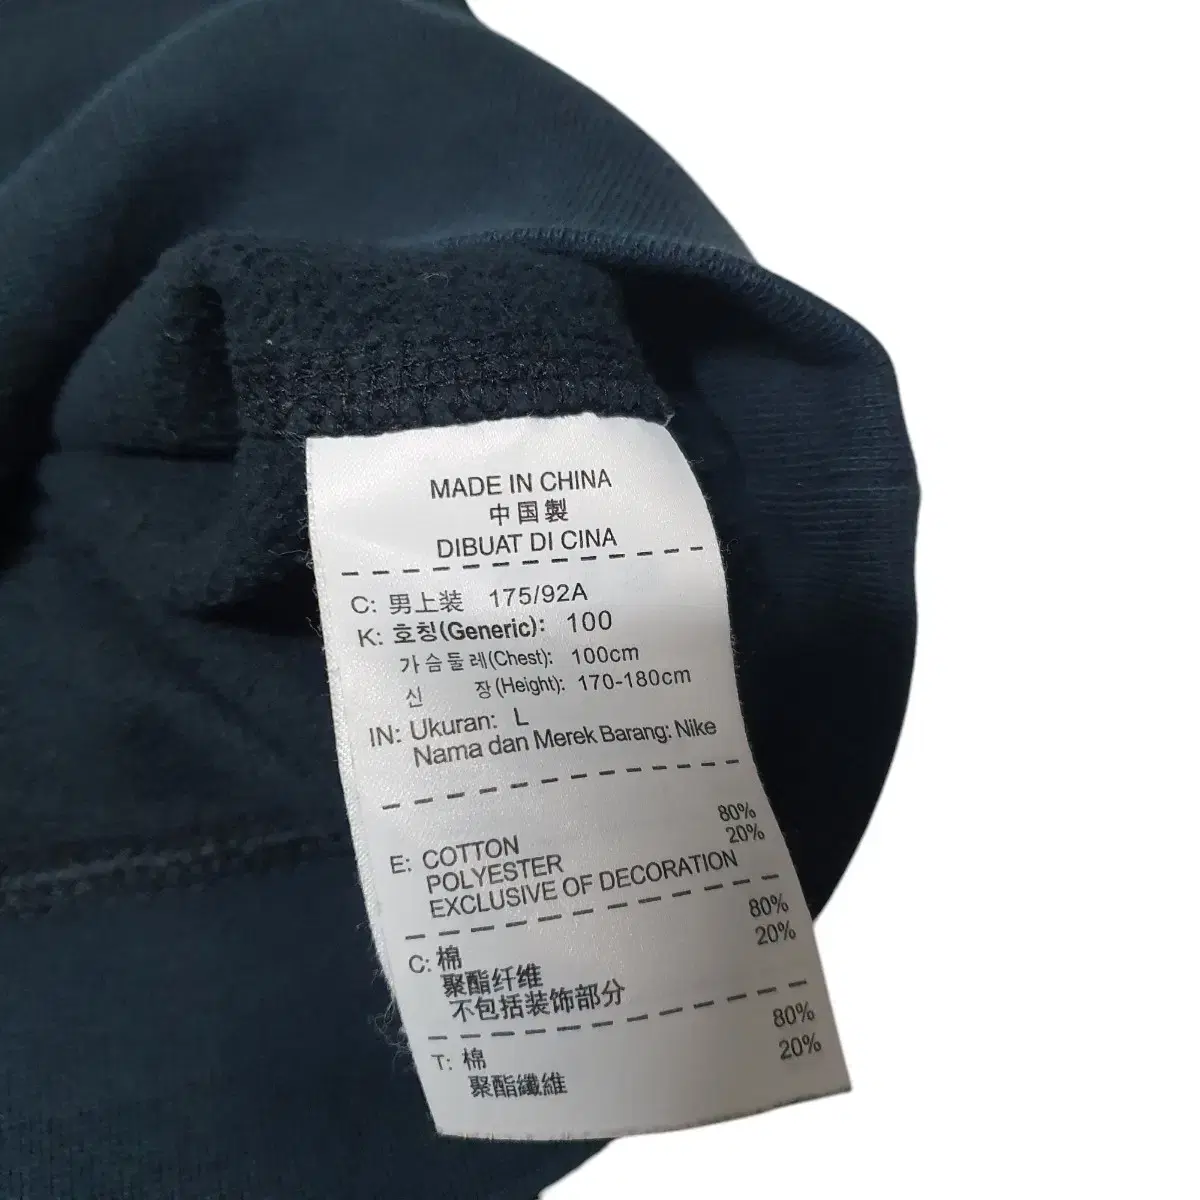 MADE IN CHINA
中国製
DIBUAT DI CINA
C: 男上装 175/92A
K: 호칭(Generic): 100
가슴둘레(Chest): 100cm
신 장(Height): 170-180cm
IN: Ukuran: L
Nama dan Merek Barang: Nike
80%
E: COTTON 20%
POLYESTER
EXCLUSIVE OF DECORATION
80%
C: 棉 20%
聚酯纤维
不包括装饰部分
80%
T: 棉 20%
聚酯纖維